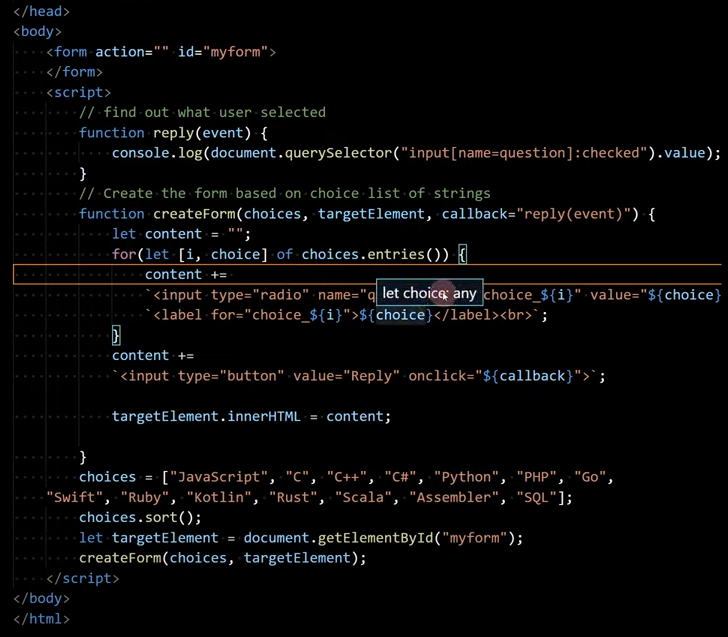 </head>
<body>
<form action="" id="myform">
</form>
<script>
// find out what user selected
function reply(event) {
console.log(document.querySelector("input[name=question]:checked").value);
}
// Create the form based on choice list of strings
function createForm(choices, targetElement, callback="reply(event)") {
let content = "";
for(let [i, choice] of choices.entries()) {
content +=
let choice: any
`<input type="radio" name="q choice_${i}" value="${choice}
`<label for="choice_${i}">${choice}</label><br>`;
}
content +=
`<input type="button" value="Reply" onclick="${callback}">`;
targetElement.innerHTML = content;
}
choices = ["JavaScript", "C", "C++", "C#", "Python", "PHP", "Go",
"Swift", "Ruby", "Kotlin", "Rust", "Scala", "Assembler", "SQL"];
choices.sort();
let targetElement = document.getElementById("myform");
createForm(choices, targetElement);
</script>
</body>
</html>